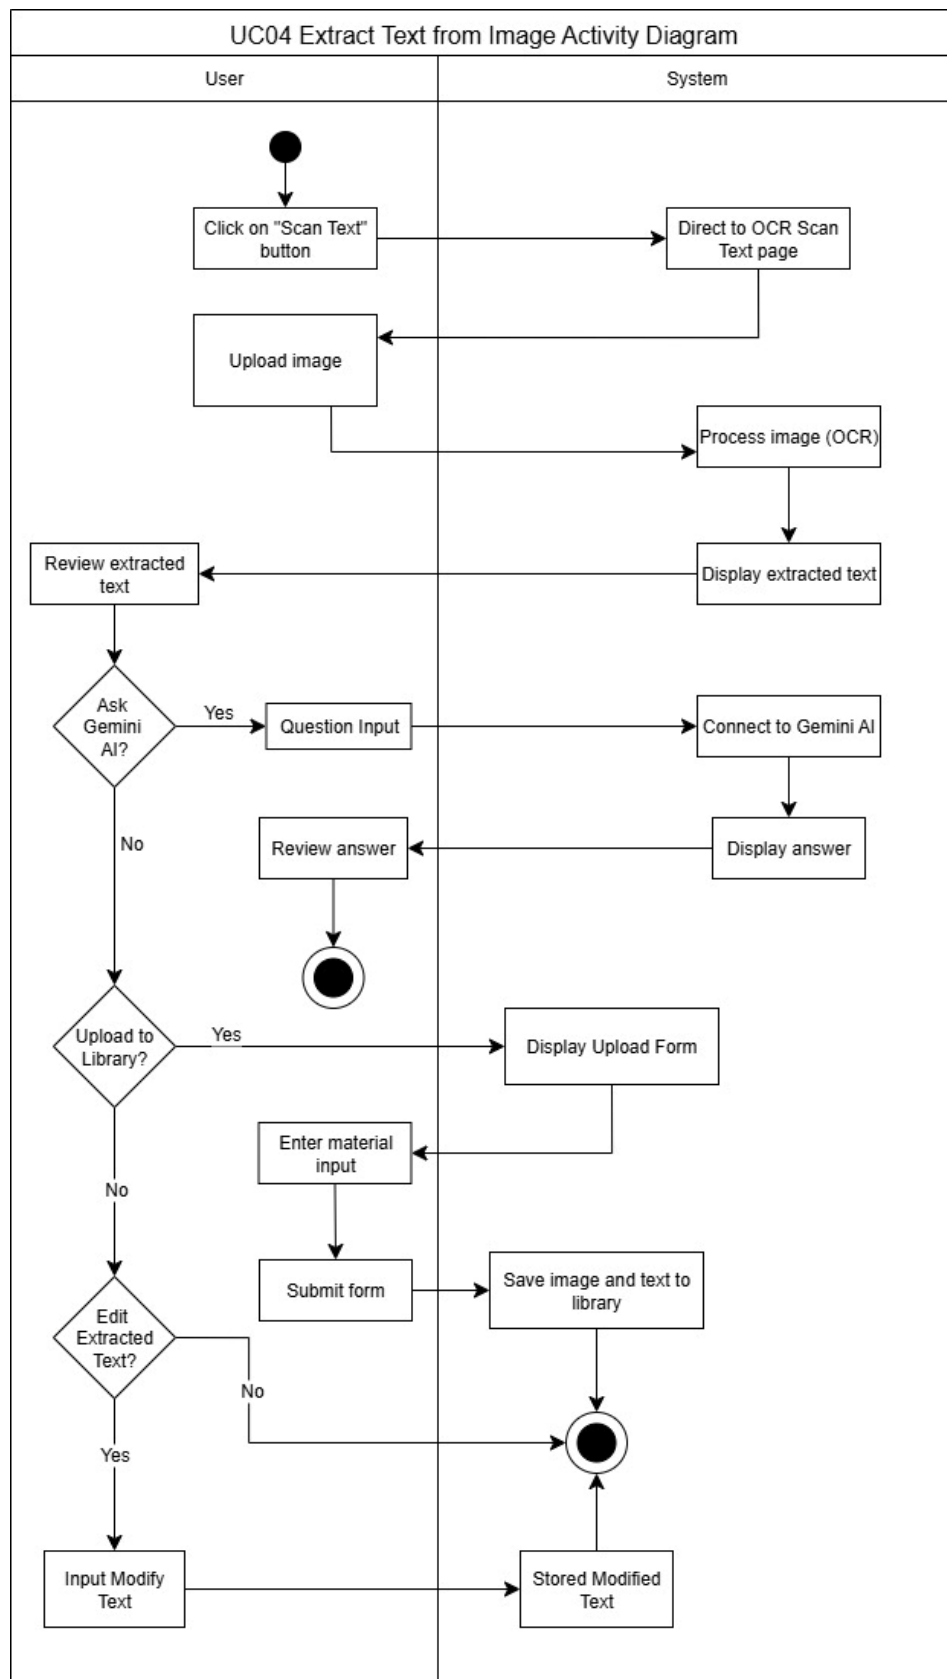 UC04 Extract Text from Image Activity Diagram
User
System
Click on "Scan Text"
button
Direct to OCR Scan
Text page
Upload image
Process image (OCR)
Review extracted
text
Display extracted text
Ask
Gemini
AI?
Yes
Question Input
Connect to Gemini AI
No
Review answer
Display answer
Upload to
Library?
Yes
Display Upload Form
Enter material
input
No
Submit form
Save image and text to
library
Edit
Extracted
Text?
No
Yes
Input Modify
Text
Stored Modified
Text